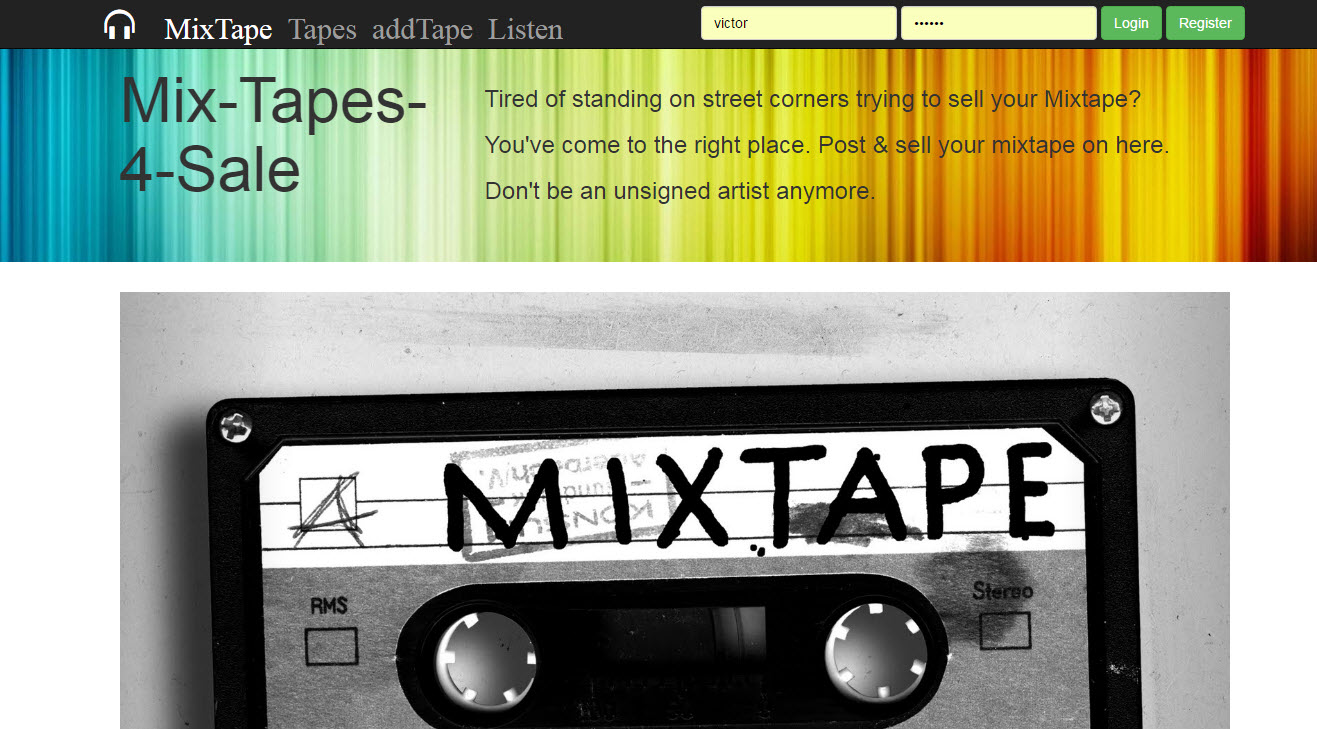 MixTape Tapes addTape Listen victor •••••• Login Register
Mix-Tapes-
4-Sale
Tired of standing on street corners trying to sell your Mixtape?
You've come to the right place. Post & sell your mixtape on here.
Don't be an unsigned artist anymore.
A MIXTAPE
KONSUM
RMS
Stereo